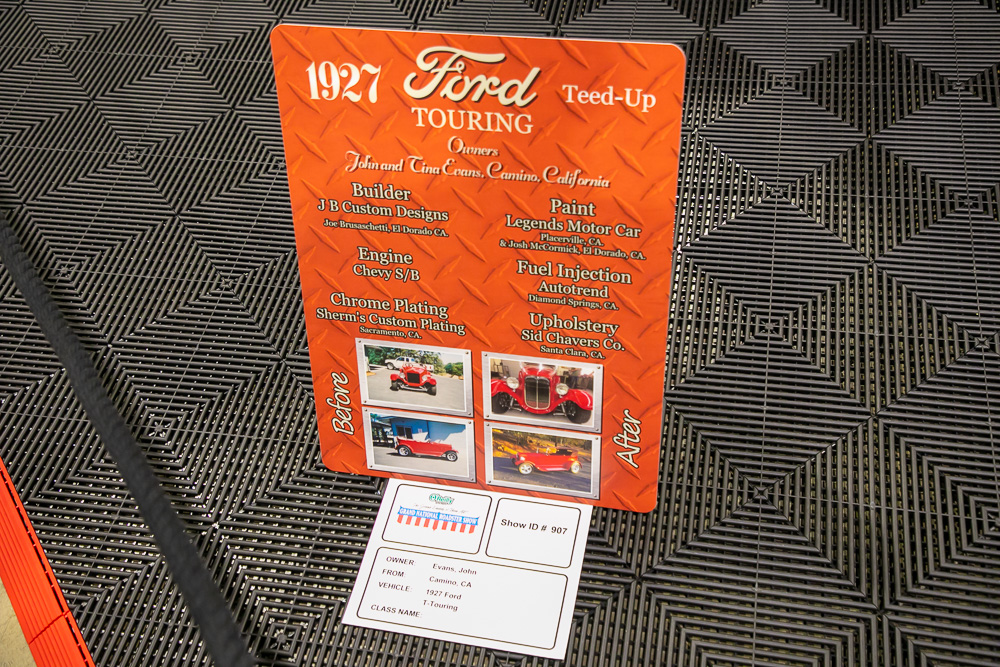 1927 Ford Teed-Up
TOURING
Owners
John and Tina Evans, Camino, California
Builder
J B Custom Designs
Joe Brusaschetti, El Dorado CA.
Engine
Chevy S/B
Chrome Plating
Sherm's Custom Plating
Sacramento, CA.
Paint
Legends Motor Car
Placerville, CA.
& Josh McCormick, El Dorado, CA.
Fuel Injection
Autotrend
Diamond Springs, CA.
Upholstery
Sid Chavers Co.
Santa Clara, CA.
Before
After
GRAND NATIONAL ROADSTER SHOW
Show ID # 907
OWNER: Evans, John
FROM: Camino, CA
VEHICLE: 1927 Ford
T-Touring
CLASS NAME: